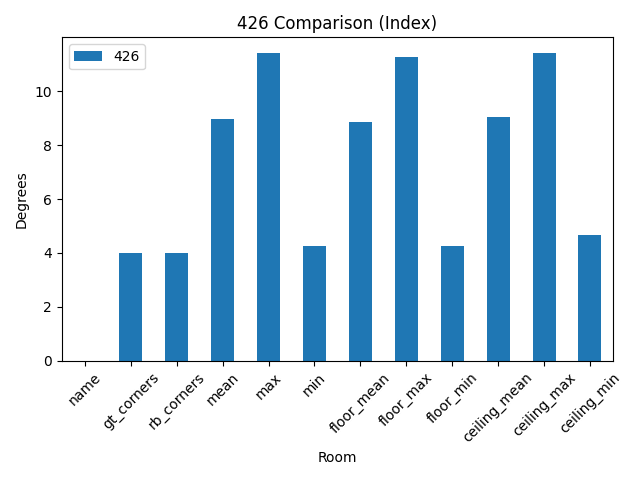 426 Comparison (Index)
426
Degrees
10
8
6
4
2
0
name
gt_corners
rb_corners
mean
max
min
floor_mean
floor_max
floor_min
ceiling_mean
ceiling_max
ceiling_min
Room